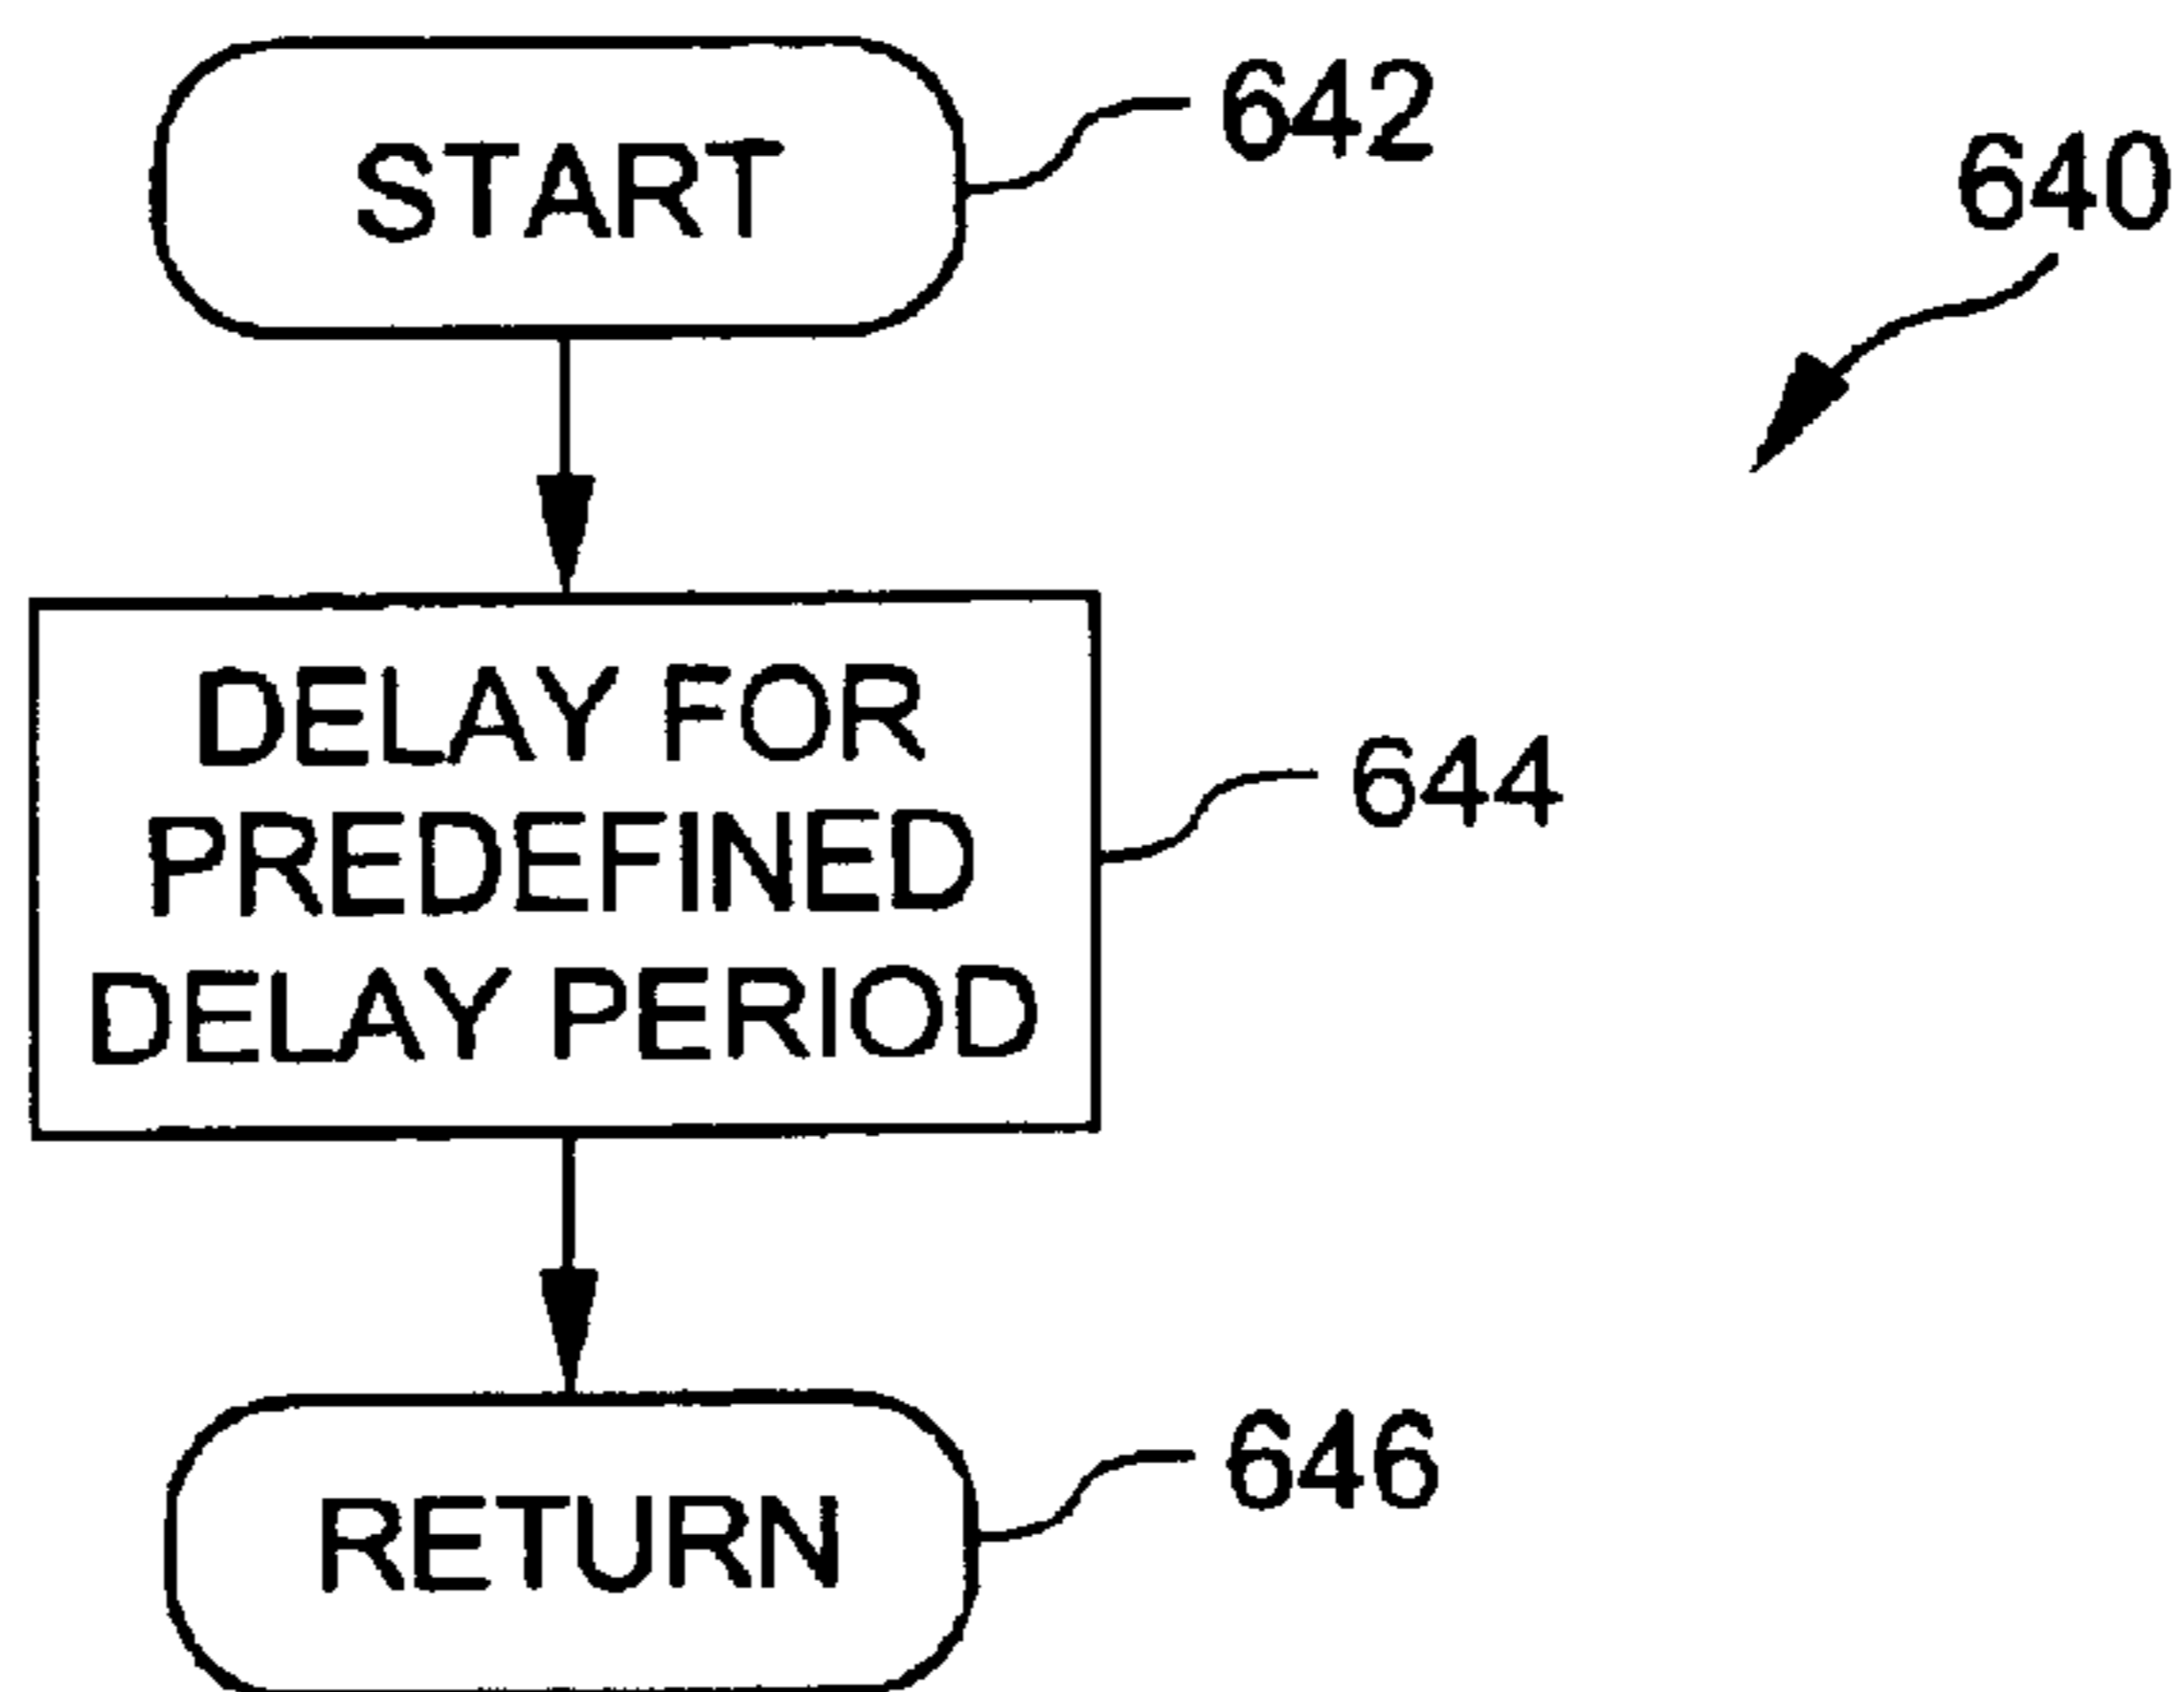 START
642
640
DELAY FOR
PREDEFINED
DELAY PERIOD
644
RETURN
646